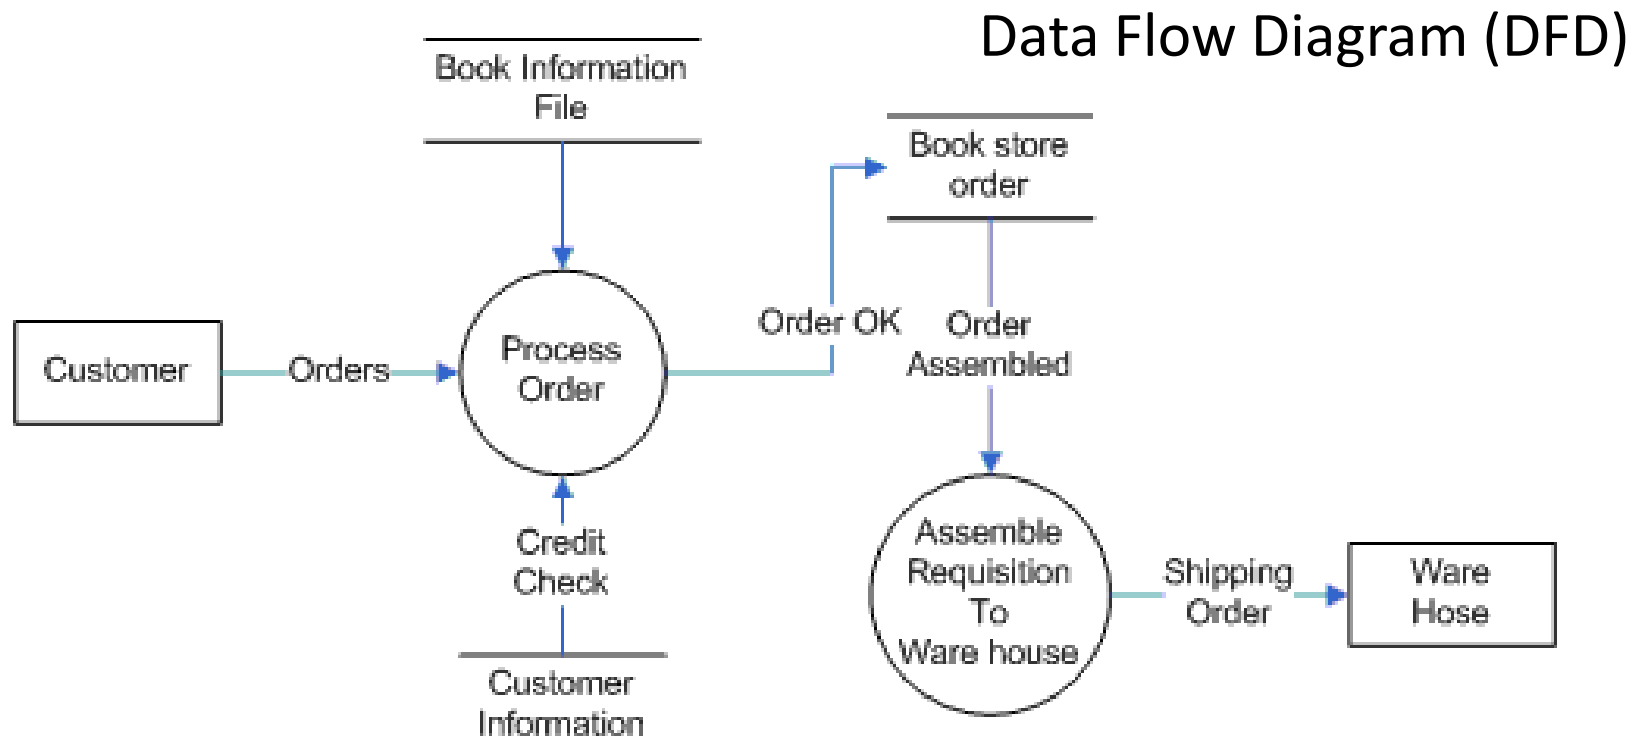 Data Flow Diagram (DFD)
Book Information
File
Book store
order
Order OK
Order
Assembled
Customer
Orders
Process
Order
Credit
Check
Customer
Information
Assemble
Requisition
To
Ware house
Shipping
Order
Ware
Hose